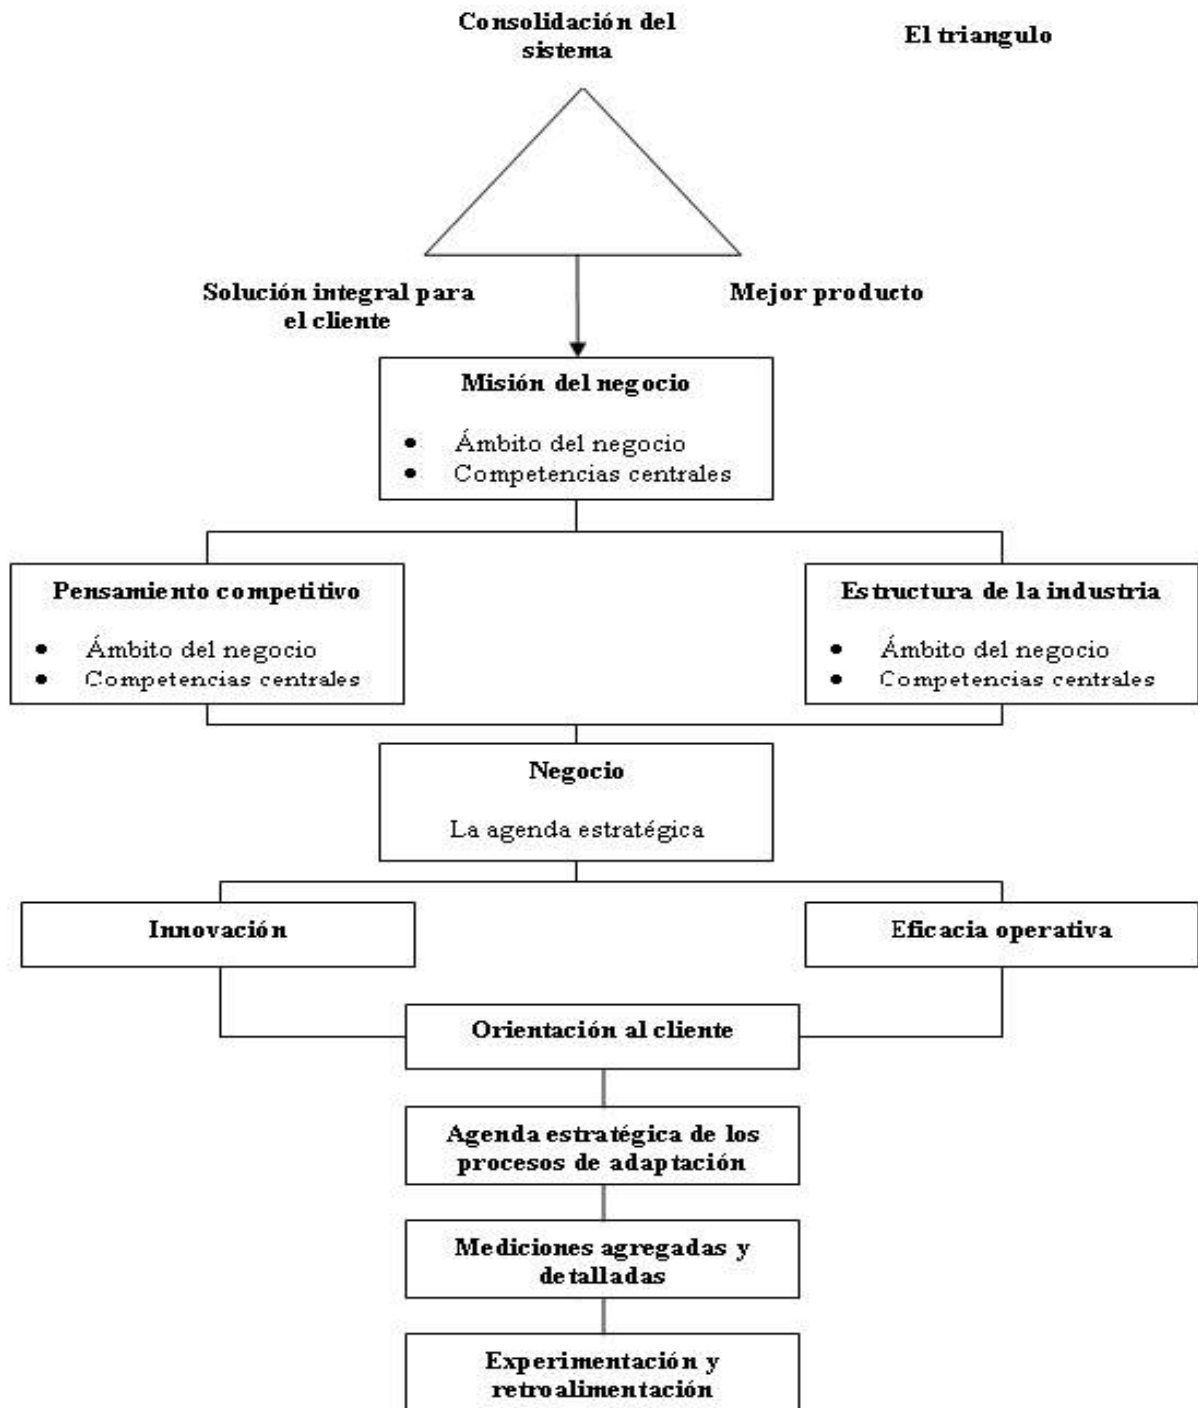 Consolidación del
sistema
El triangulo
Solución integral para
el cliente
Mejor producto
Misión del negocio
• Ámbito del negocio
• Competencias centrales
Pensamiento competitivo
• Ámbito del negocio
• Competencias centrales
Estructura de la industria
• Ámbito del negocio
• Competencias centrales
Negocio
La agenda estratégica
Innovación
Eficacia operativa
Orientación al cliente
Agenda estratégica de los
procesos de adaptación
Mediciones agregadas y
detalladas
Experimentación y
retroalimentación